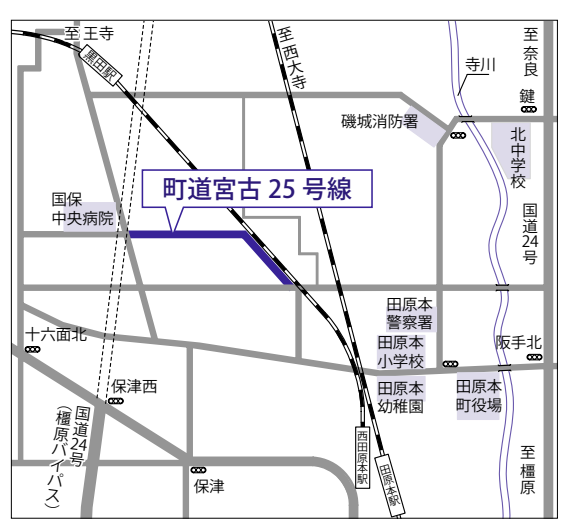 至 王寺
黒田駅
至 西大寺
至 奈良
寺川
鍵
磯城消防署
北中学校
町道宮古 25 号線
国保
中央病院
国道24号
田原本
警察署
田原本
小学校
田原本
幼稚園
阪手北
田原本
町役場
十六面北
保津西
国道24号
（橿原バイパス）
保津
西田原本駅
田原本駅
至 橿原